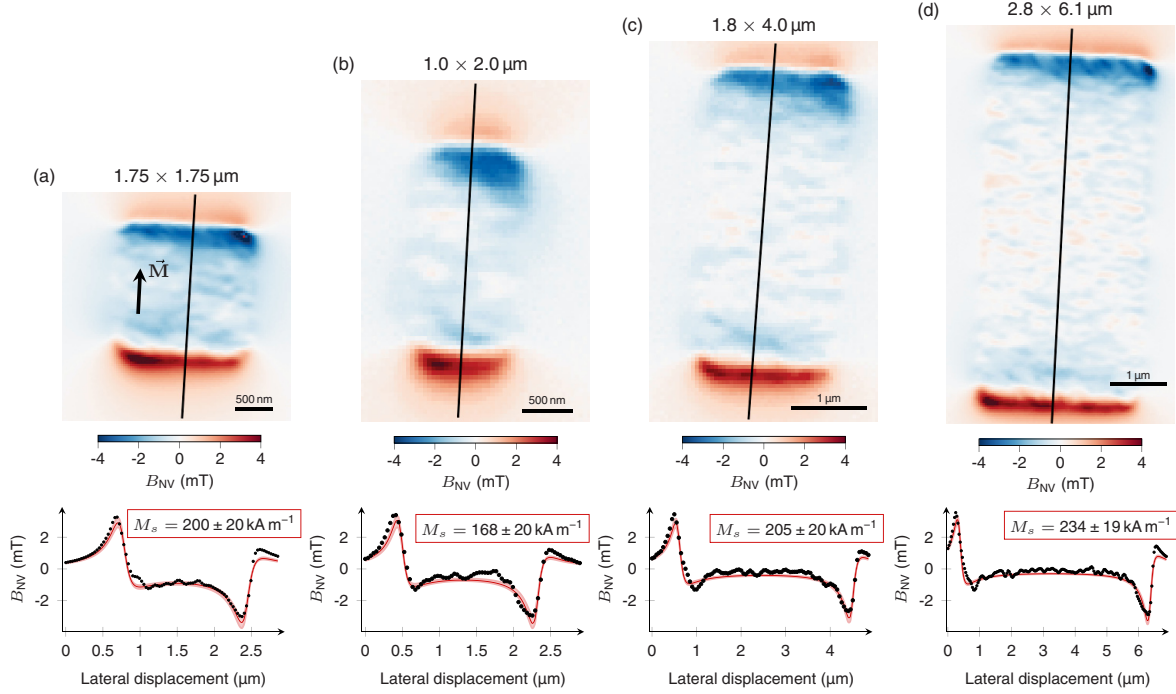 (a)
1.75 × 1.75 μm
M⃗
500 nm
-4 -2 0 2 4
B_NV (mT)
M_s = 200 ± 20 kA m⁻¹
B_NV (mT)
2
0
-2
0 0.5 1 1.5 2 2.5
Lateral displacement (μm)
(b)
1.0 × 2.0 μm
500 nm
-4 -2 0 2 4
B_NV (mT)
M_s = 168 ± 20 kA m⁻¹
B_NV (mT)
2
0
-2
0 0.5 1 1.5 2 2.5
Lateral displacement (μm)
(c)
1.8 × 4.0 μm
1 μm
-4 -2 0 2 4
B_NV (mT)
M_s = 205 ± 20 kA m⁻¹
B_NV (mT)
2
0
-2
0 1 2 3 4
Lateral displacement (μm)
(d)
2.8 × 6.1 μm
1 μm
-4 -2 0 2 4
B_NV (mT)
M_s = 234 ± 19 kA m⁻¹
B_NV (mT)
2
0
-2
0 1 2 3 4 5 6
Lateral displacement (μm)